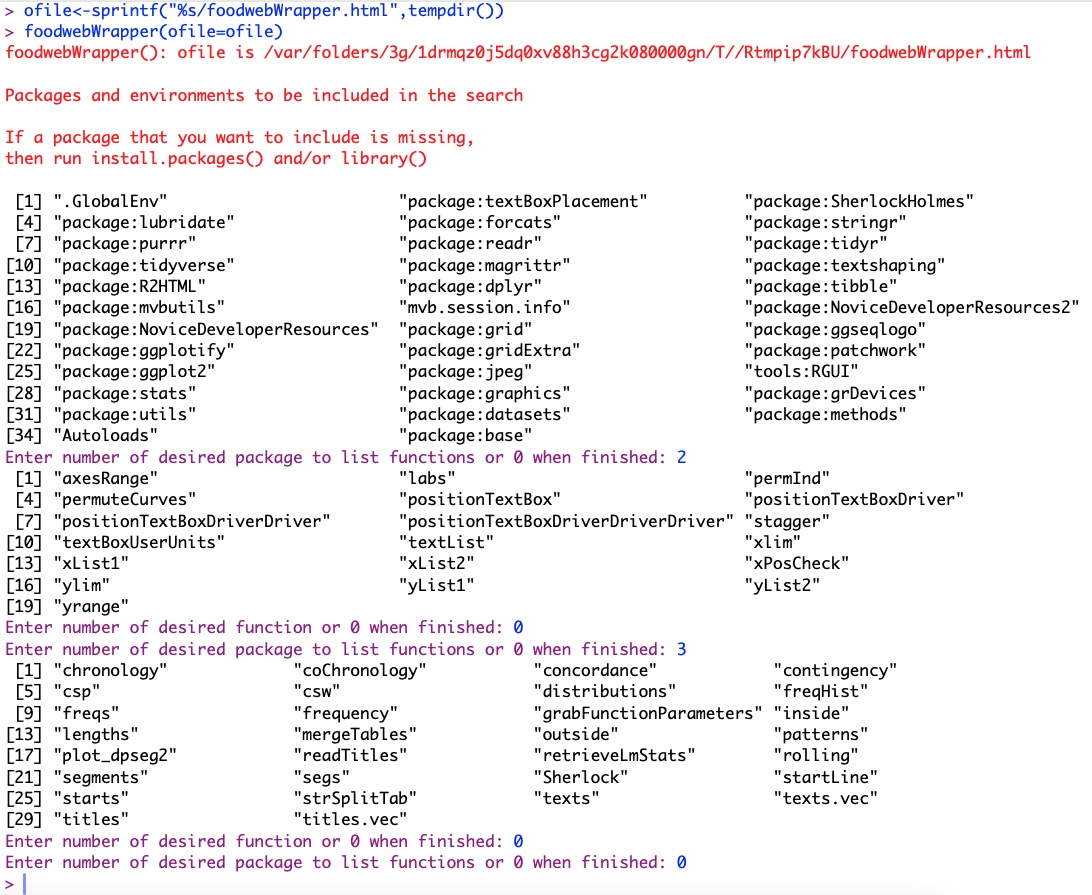 > ofile<-sprintf("%s/foodwebWrapper.html",tempdir())
> foodwebWrapper(ofile=ofile)
foodwebWrapper(): ofile is /var/folders/3g/1drmqz0j5dq0xv88h3cg2k080000gn/T//Rtmpip7kBU/foodwebWrapper.html
Packages and environments to be included in the search
If a package that you want to include is missing,
then run install.packages() and/or library()
[1] ".GlobalEnv" "package:textBoxPlacement" "package:SherlockHolmes"
[4] "package:lubridate" "package:forcats" "package:stringr"
[7] "package:purrr" "package:readr" "package:tidyr"
[10] "package:tidyverse" "package:magrittr" "package:textshaping"
[13] "package:R2HTML" "package:dplyr" "package:tibble"
[16] "package:mvbutils" "mvb.session.info" "package:NoviceDeveloperResources2"
[19] "package:NoviceDeveloperResources" "package:grid" "package:ggseqlogo"
[22] "package:ggplotify" "package:gridExtra" "package:patchwork"
[25] "package:ggplot2" "package:jpeg" "tools:RGUI"
[28] "package:stats" "package:graphics" "package:grDevices"
[31] "package:utils" "package:datasets" "package:methods"
[34] "Autoloads" "package:base"
Enter number of desired package to list functions or 0 when finished: 2
[1] "axesRange" "labs" "permInd"
[4] "permuteCurves" "positionTextBox" "positionTextBoxDriver"
[7] "positionTextBoxDriverDriver" "positionTextBoxDriverDriverDriver" "stagger"
[10] "textBoxUserUnits" "textList" "xlim"
[13] "xList1" "xList2" "xPosCheck"
[16] "ylim" "yList1" "yList2"
[19] "yrange"
Enter number of desired function or 0 when finished: 0
Enter number of desired package to list functions or 0 when finished: 3
[1] "chronology" "coChronology" "concordance" "contingency"
[5] "csp" "csw" "distributions" "freqHist"
[9] "freqs" "frequency" "grabFunctionParameters" "inside"
[13] "lengths" "mergeTables" "outside" "patterns"
[17] "plot_dpseg2" "readTitles" "retrieveLmStats" "rolling"
[21] "segments" "segs" "Sherlock" "startLine"
[25] "starts" "strSplitTab" "texts" "texts.vec"
[29] "titles" "titles.vec"
Enter number of desired function or 0 when finished: 0
Enter number of desired package to list functions or 0 when finished: 0
>